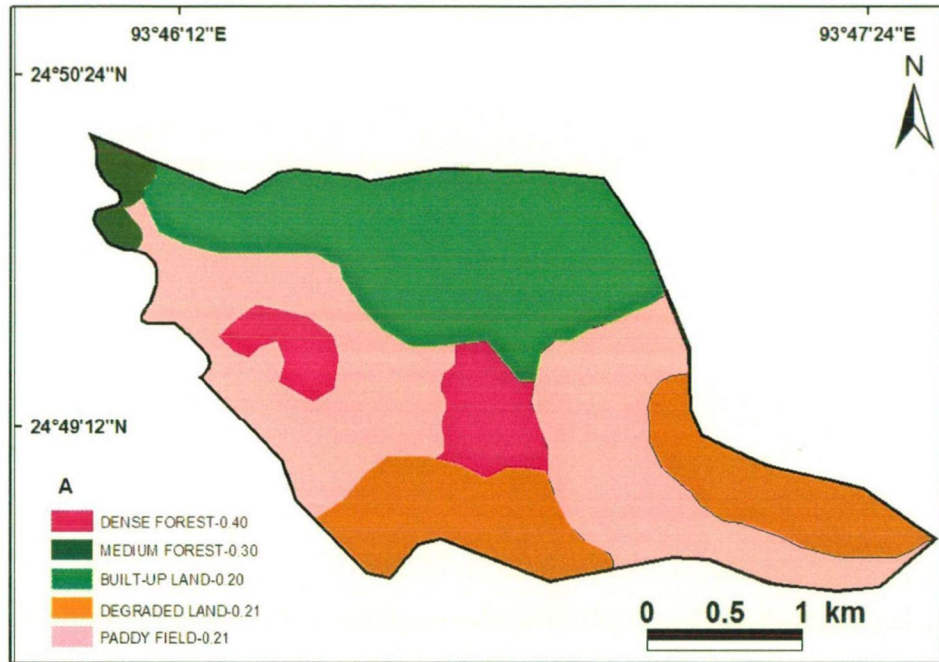 93°46'12"E
93°47'24"E
24°50'24"N
N
24°49'12"N
A
DENSE FOREST-0.40
MEDIUM FOREST-0.30
BUILT-UP LAND-0.20
DEGRADED LAND-0.21
PADDY FIELD-0.21
0 0.5 1 km